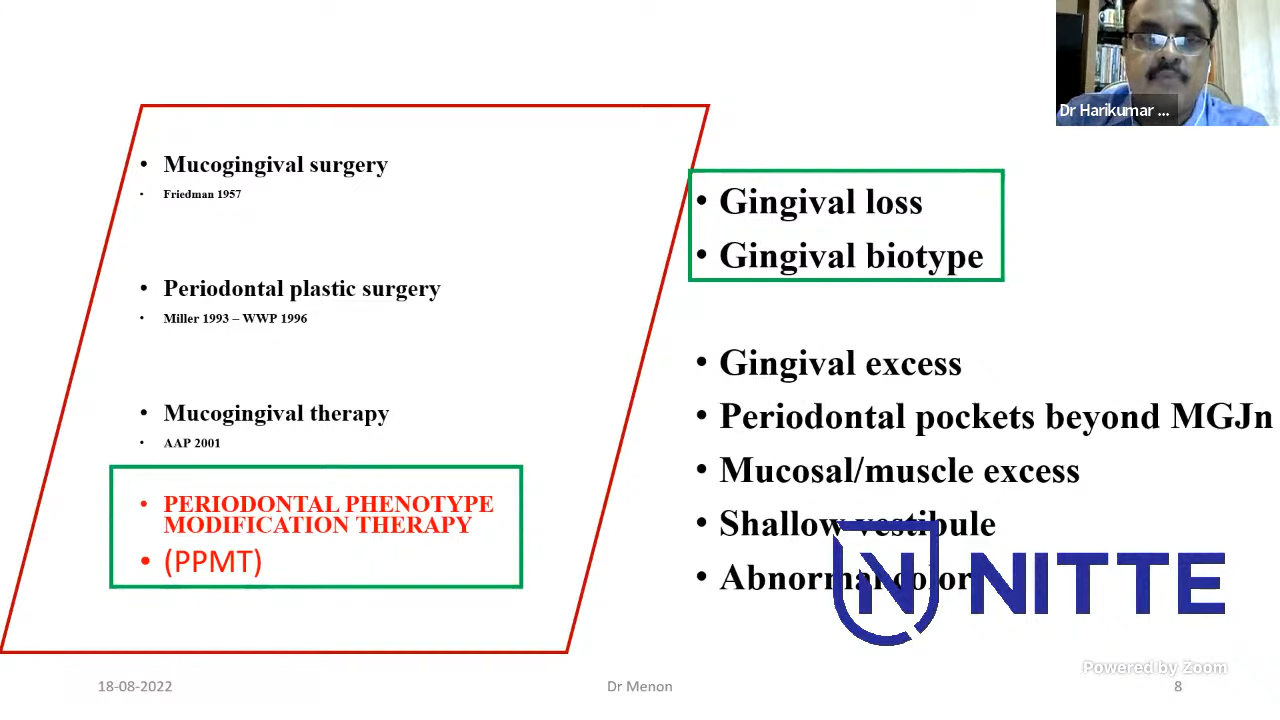 Dr Harikumar ...
• Mucogingival surgery
• Friedman 1957
• Periodontal plastic surgery
• Miller 1993 – WWP 1996
• Mucogingival therapy
• AAP 2001
• PERIODONTAL PHENOTYPE
MODIFICATION THERAPY
• (PPMT)
• Gingival loss
• Gingival biotype
• Gingival excess
• Periodontal pockets beyond MGJn
• Mucosal/muscle excess
• Shallow vestibule
• Abnormal color
N NITTE
Powered by Zoom
18-08-2022
Dr Menon
8